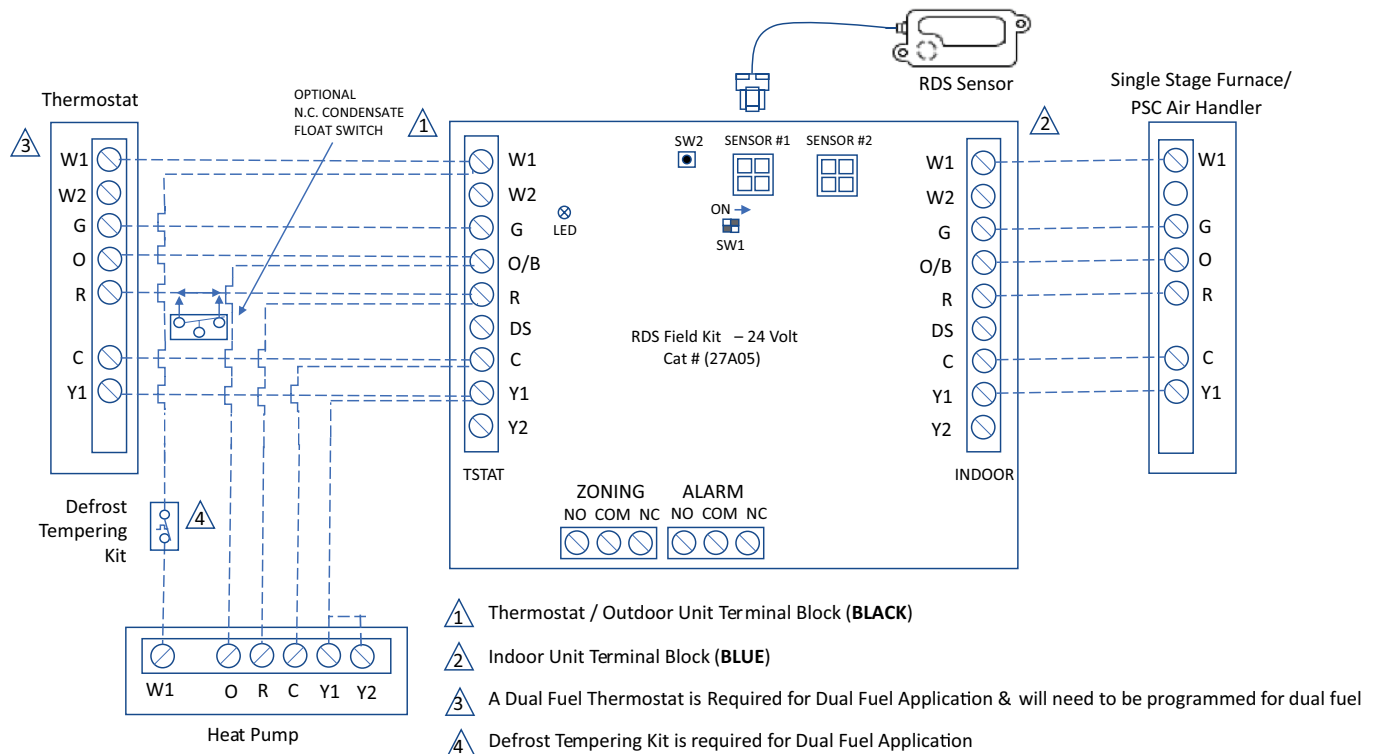 RDS Sensor
Single Stage Furnace/
PSC Air Handler
Thermostat
OPTIONAL
N.C. CONDENSATE
FLOAT SWITCH
3
1
2
W1
W2
G
O
R
C
Y1
W1
W2
G
O/B
R
DS
C
Y1
Y2
TSTAT
LED
SW2
SENSOR #1
SENSOR #2
ON
SW1
RDS Field Kit – 24 Volt
Cat # (27A05)
W1
W2
G
O/B
R
DS
C
Y1
Y2
INDOOR
W1
G
O
R
C
Y1
ZONING
NO COM NC
ALARM
NO COM NC
Defrost
Tempering
Kit
4
W1 O R C Y1 Y2
Heat Pump
1 Thermostat / Outdoor Unit Terminal Block (BLACK)
2 Indoor Unit Terminal Block (BLUE)
3 A Dual Fuel Thermostat is Required for Dual Fuel Application & will need to be programmed for dual fuel
4 Defrost Tempering Kit is required for Dual Fuel Application